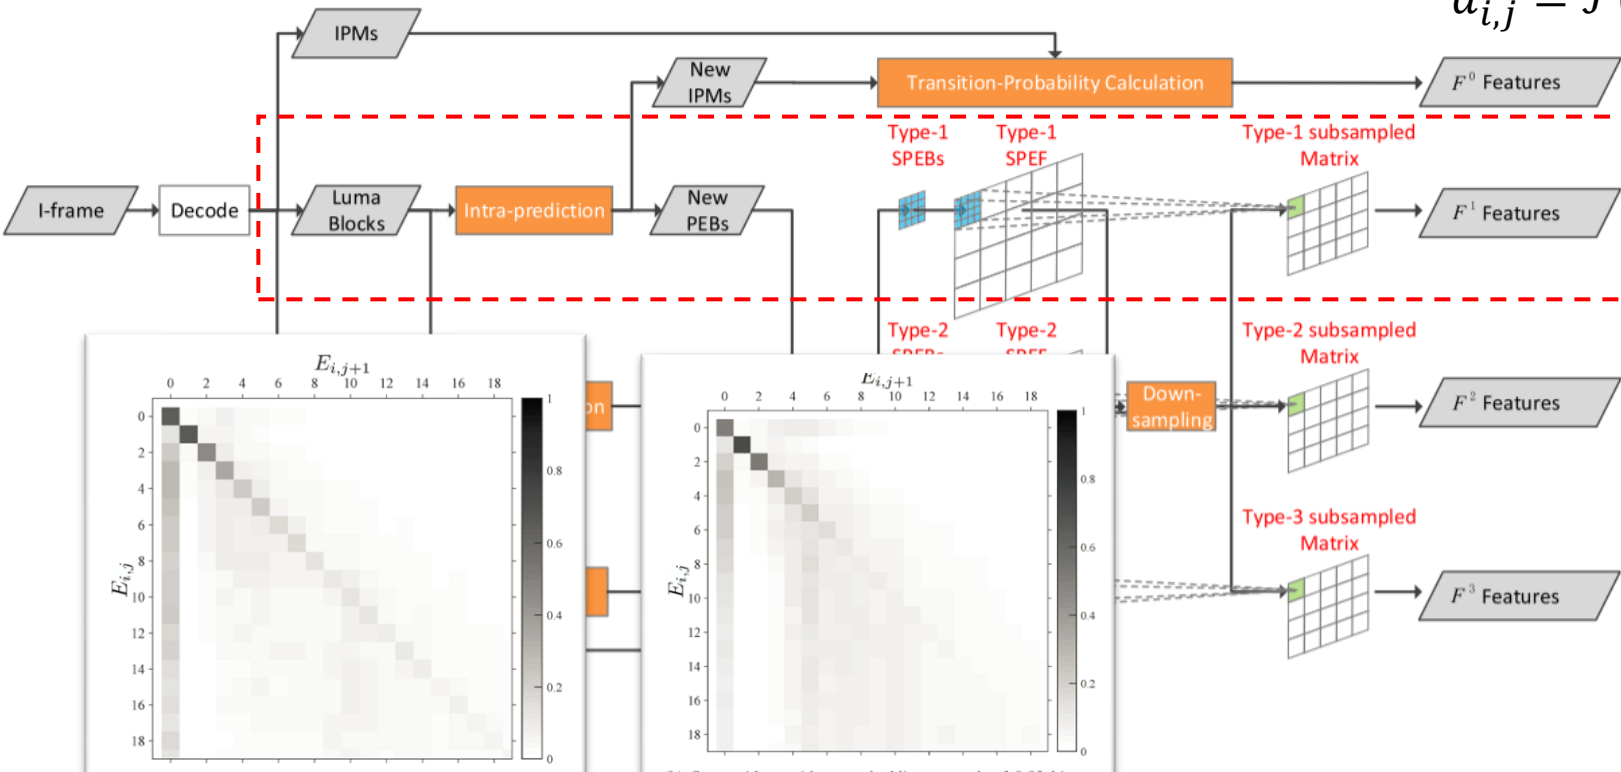 IPMs
New
IPMs
Transition-Probability Calculation
F⁰ Features
Type-1
SPEBs
Type-1
SPEF
Type-1 subsampled
Matrix
I-frame
Decode
Luma
Blocks
Intra-prediction
New
PEBs
F¹ Features
Type-2
SPEBs
Type-2
SPEF
Type-2 subsampled
Matrix
Down-
sampling
F² Features
Type-3 subsampled
Matrix
F³ Features
E_{i,j+1}
0 2 4 6 8 10 12 14 16 18
E_{i,j}
0
2
4
6
8
10
12
14
16
18
1
0.8
0.6
0.4
0.2
0
E_{i,j+1}
0 2 4 6 8 10 12 14 16 18
E_{i,j}
0
2
4
6
8
10
12
14
16
18
1
0.8
0.6
0.4
0.2
0